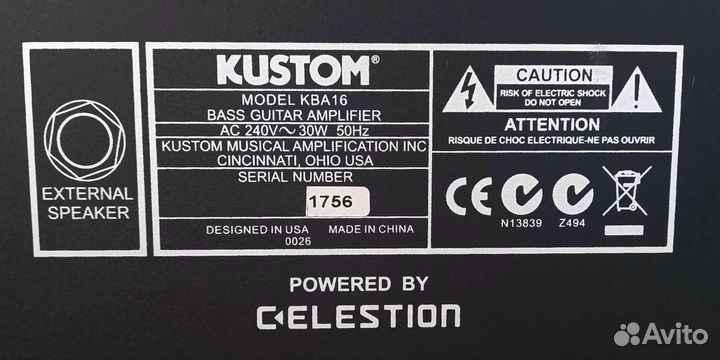 EXTERNAL
SPEAKER
KUSTOM®
MODEL KBA16
BASS GUITAR AMPLIFIER
AC 240V～30W 50Hz
KUSTOM MUSICAL AMPLIFICATION INC
CINCINNATI, OHIO USA
SERIAL NUMBER
1756
DESIGNED IN USA MADE IN CHINA
0026
CAUTION
RISK OF ELECTRIC SHOCK
DO NOT OPEN
ATTENTION
RISQUE DE CHOC ELECTRIQUE-NE PAS OUVRIR
CE
N13839 Z494
POWERED BY
CELESTION
Avito